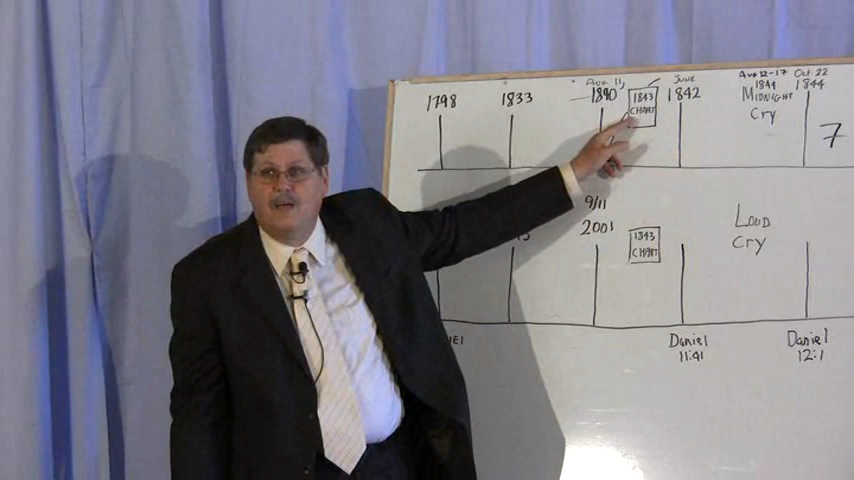 Aug 12-17 Oct. 22
Aug 11, June 1844 1844
1798 1833 1840 1843 1842 Midnight
CHART Cry
7
9/11
2001 1843 Loud
CHART Cry
Daniel Daniel
11:41 12:1